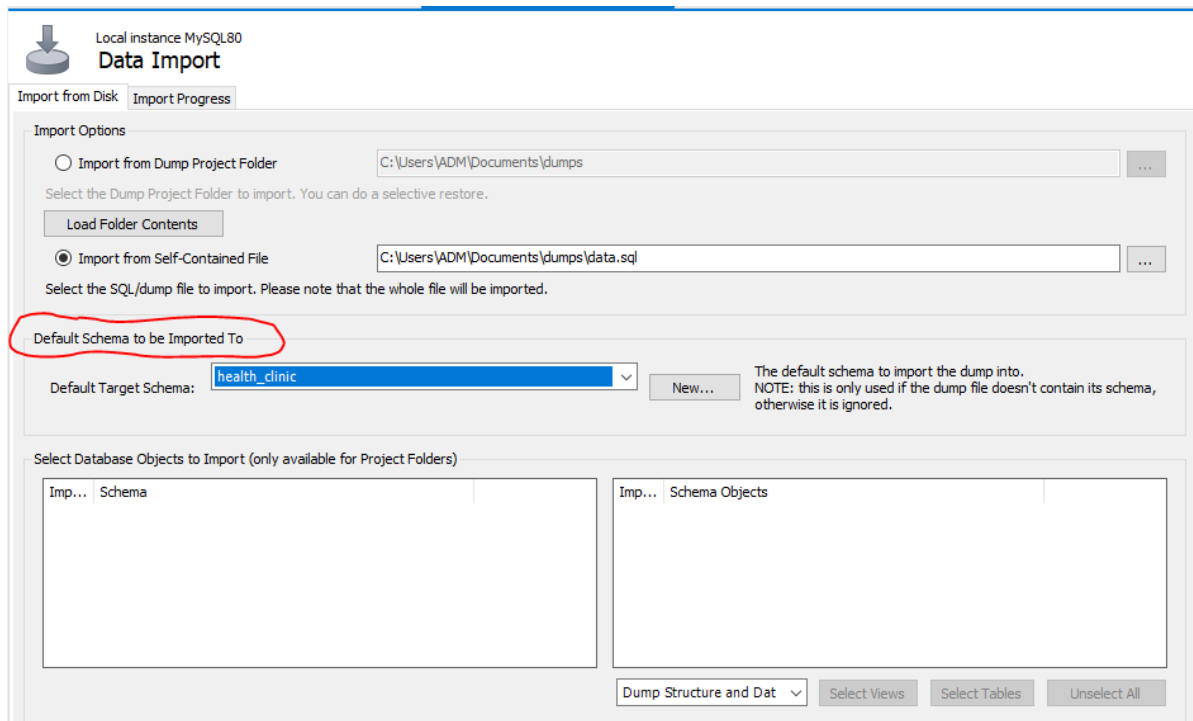 Local instance MySQL80
Data Import
Import from Disk
Import Progress
Import Options
Import from Dump Project Folder
C:\Users\ADM\Documents\dumps
...
Select the Dump Project Folder to import. You can do a selective restore.
Load Folder Contents
Import from Self-Contained File
C:\Users\ADM\Documents\dumps\data.sql
...
Select the SQL/dump file to import. Please note that the whole file will be imported.
Default Schema to be Imported To
Default Target Schema:
health_clinic
New...
The default schema to import the dump into.
NOTE: this is only used if the dump file doesn't contain its schema,
otherwise it is ignored.
Select Database Objects to Import (only available for Project Folders)
Imp... Schema
Imp... Schema Objects
Dump Structure and Dat
Select Views
Select Tables
Unselect All